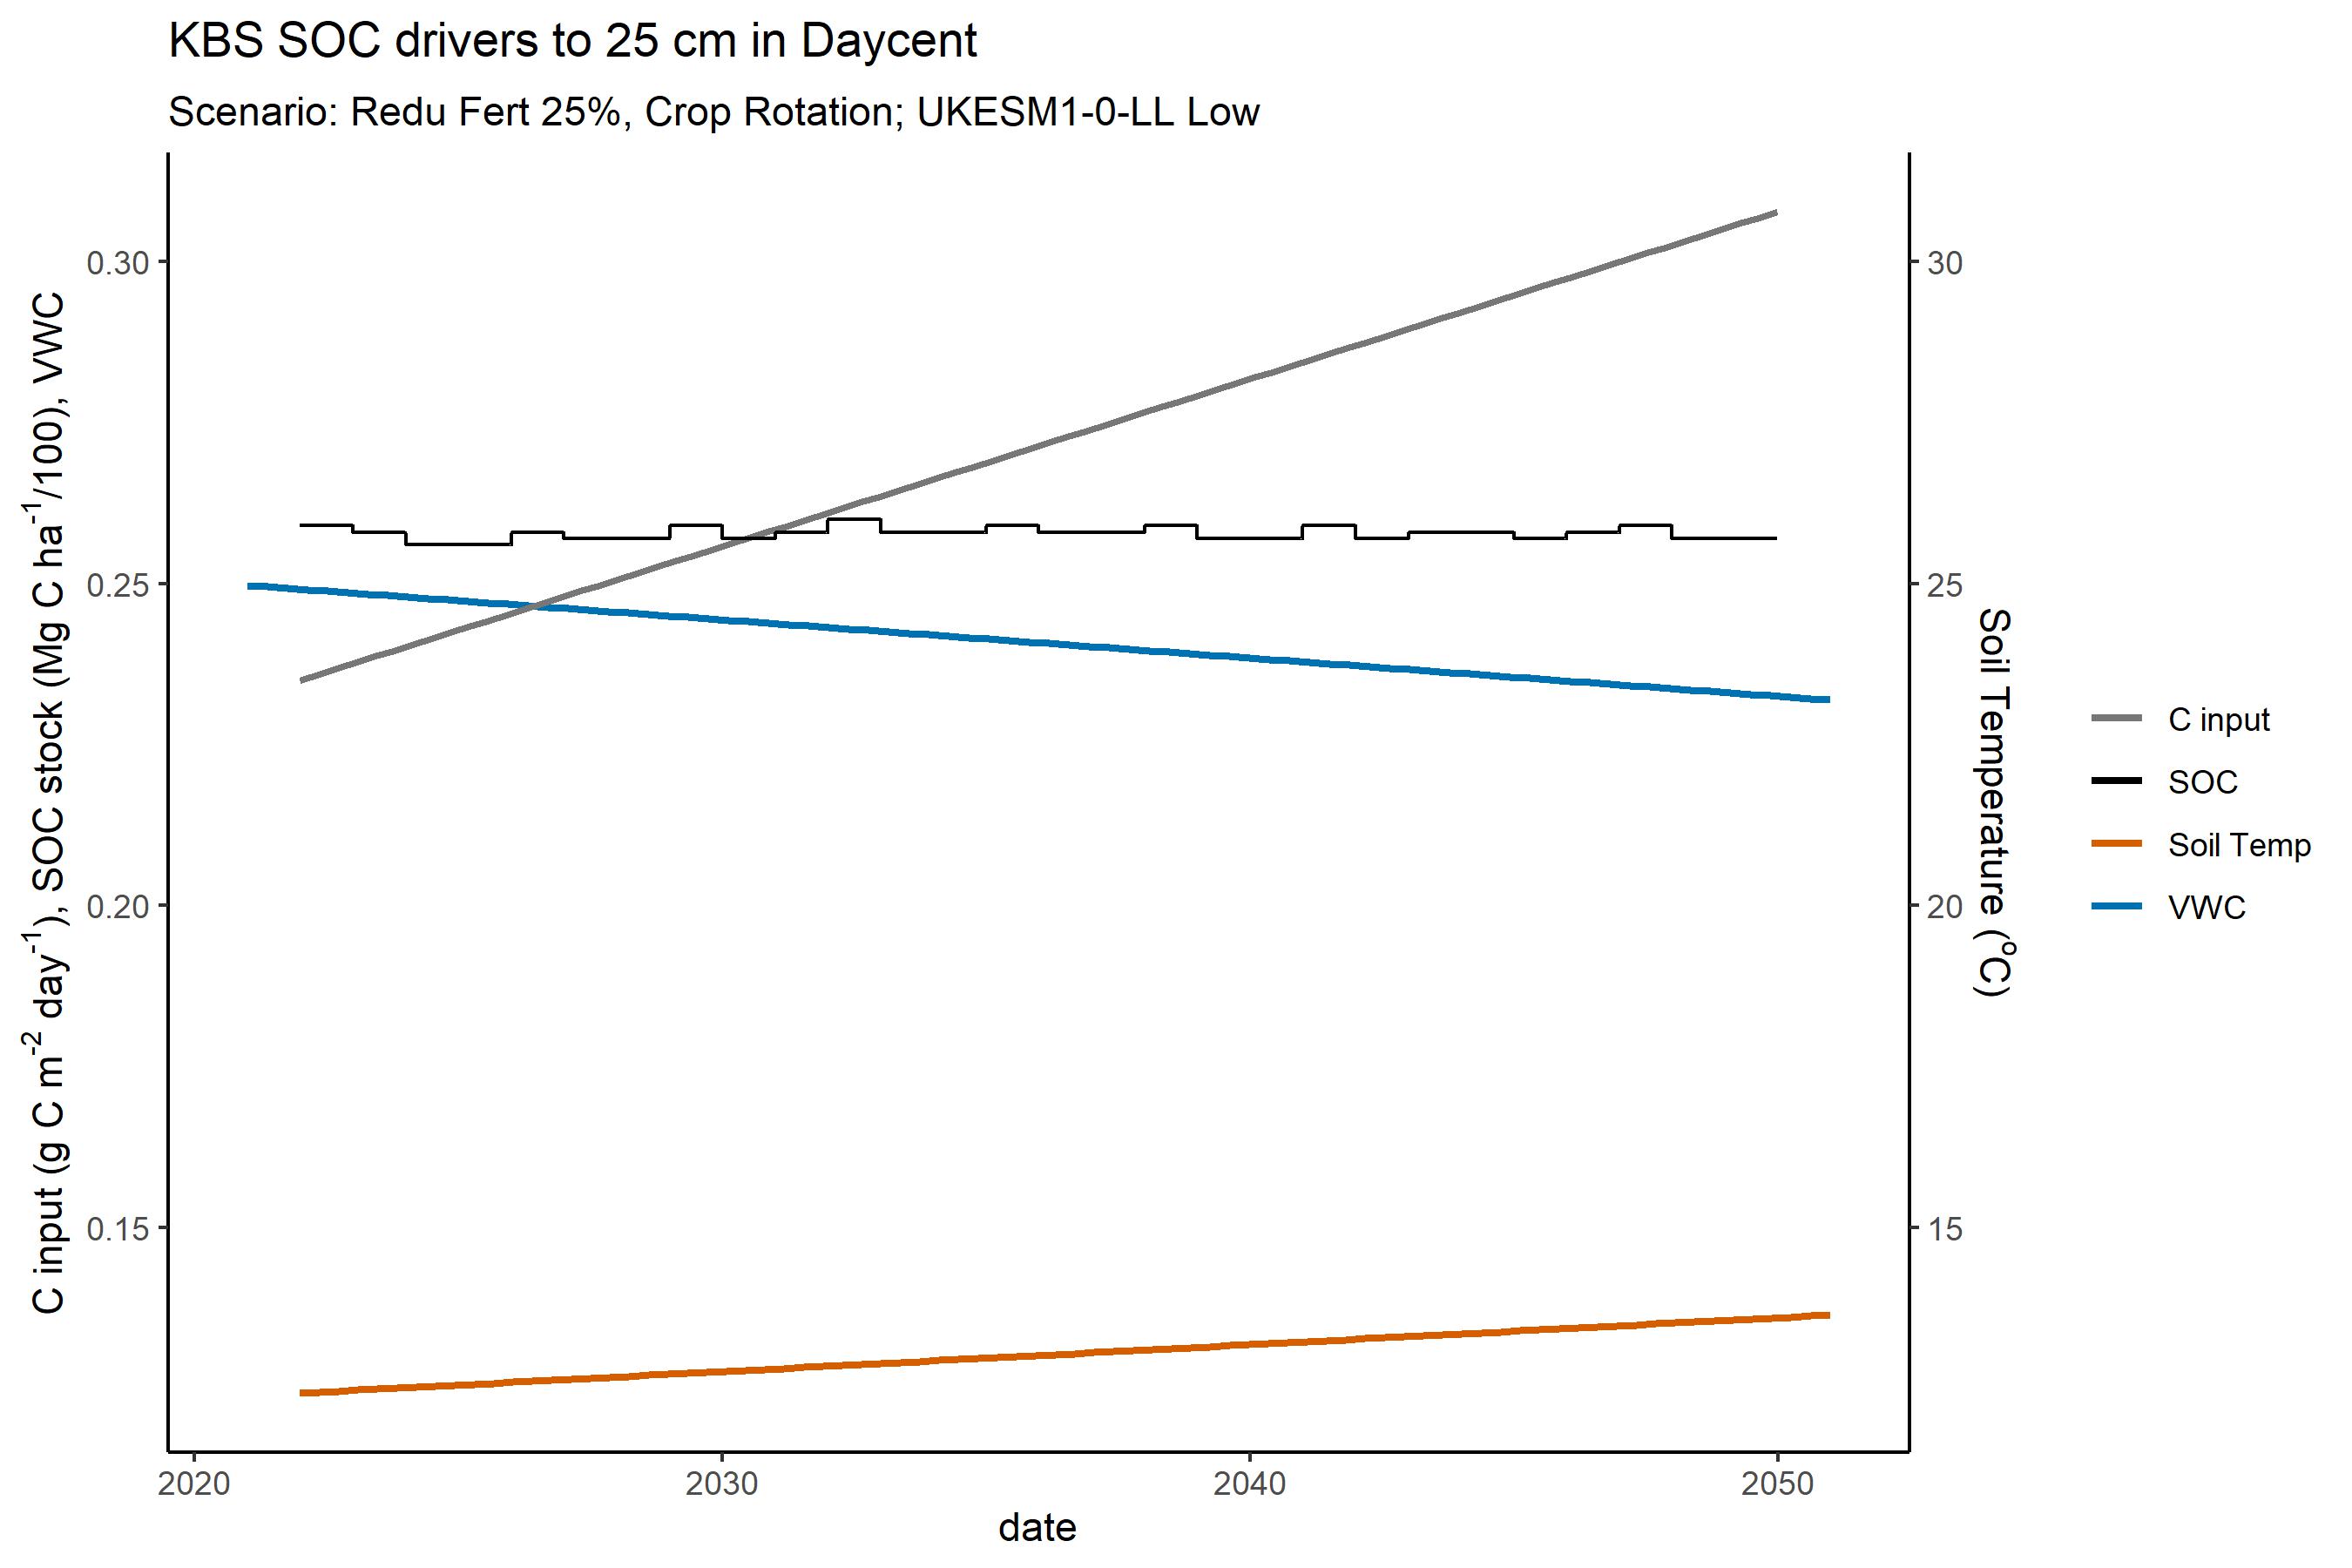 KBS SOC drivers to 25 cm in Daycent
Scenario: Redu Fert 25%, Crop Rotation; UKESM1-0-LL Low
C input (g C m⁻² day⁻¹), SOC stock (Mg C ha⁻¹/100), VWC
0.30
0.25
0.20
0.15
30
25
20
15
Soil Temperature (°C)
C input
SOC
Soil Temp
VWC
2020
2030
2040
2050
date